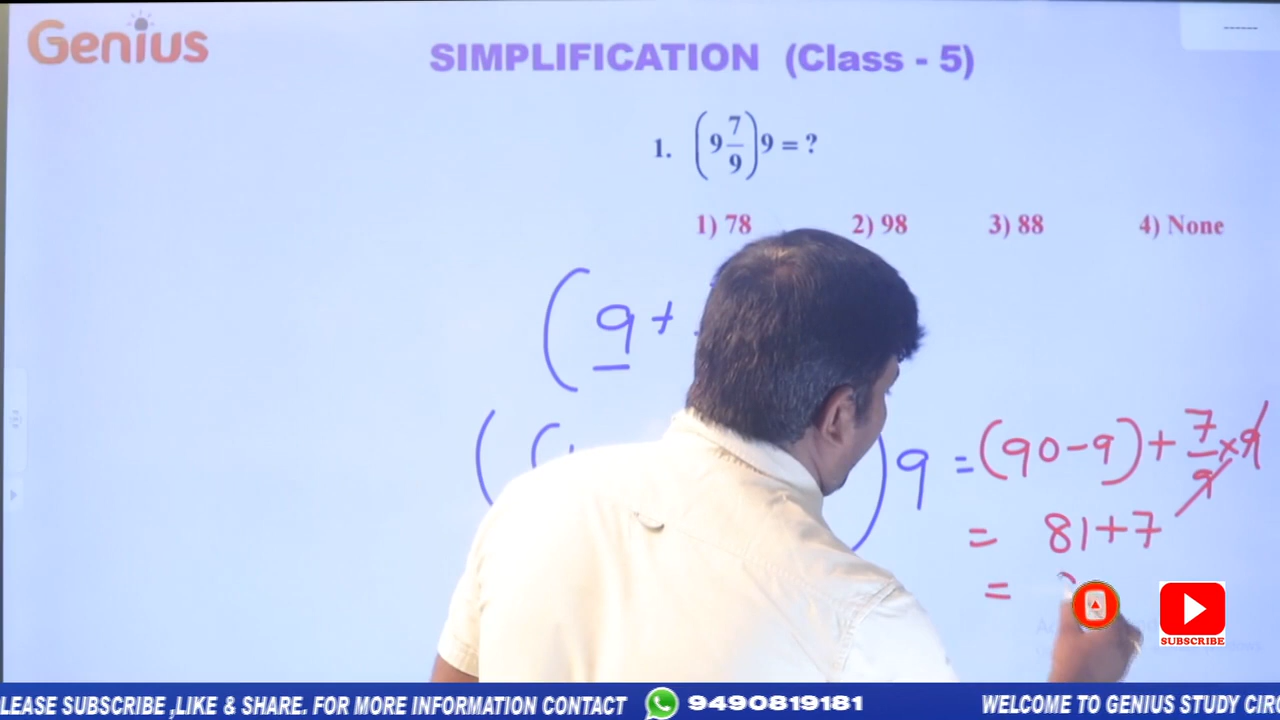 Genius
SIMPLIFICATION (Class - 5)
1. (9 7/9) 9 = ?
1) 78 2) 98 3) 88 4) None
(9+
(( ) 9 = (90-9) + 7/9 × 9
= 81+7
=
SUBSCRIBE
LEASE SUBSCRIBE ,LIKE & SHARE. FOR MORE INFORMATION CONTACT 9490819181 WELCOME TO GENIUS STUDY CIR